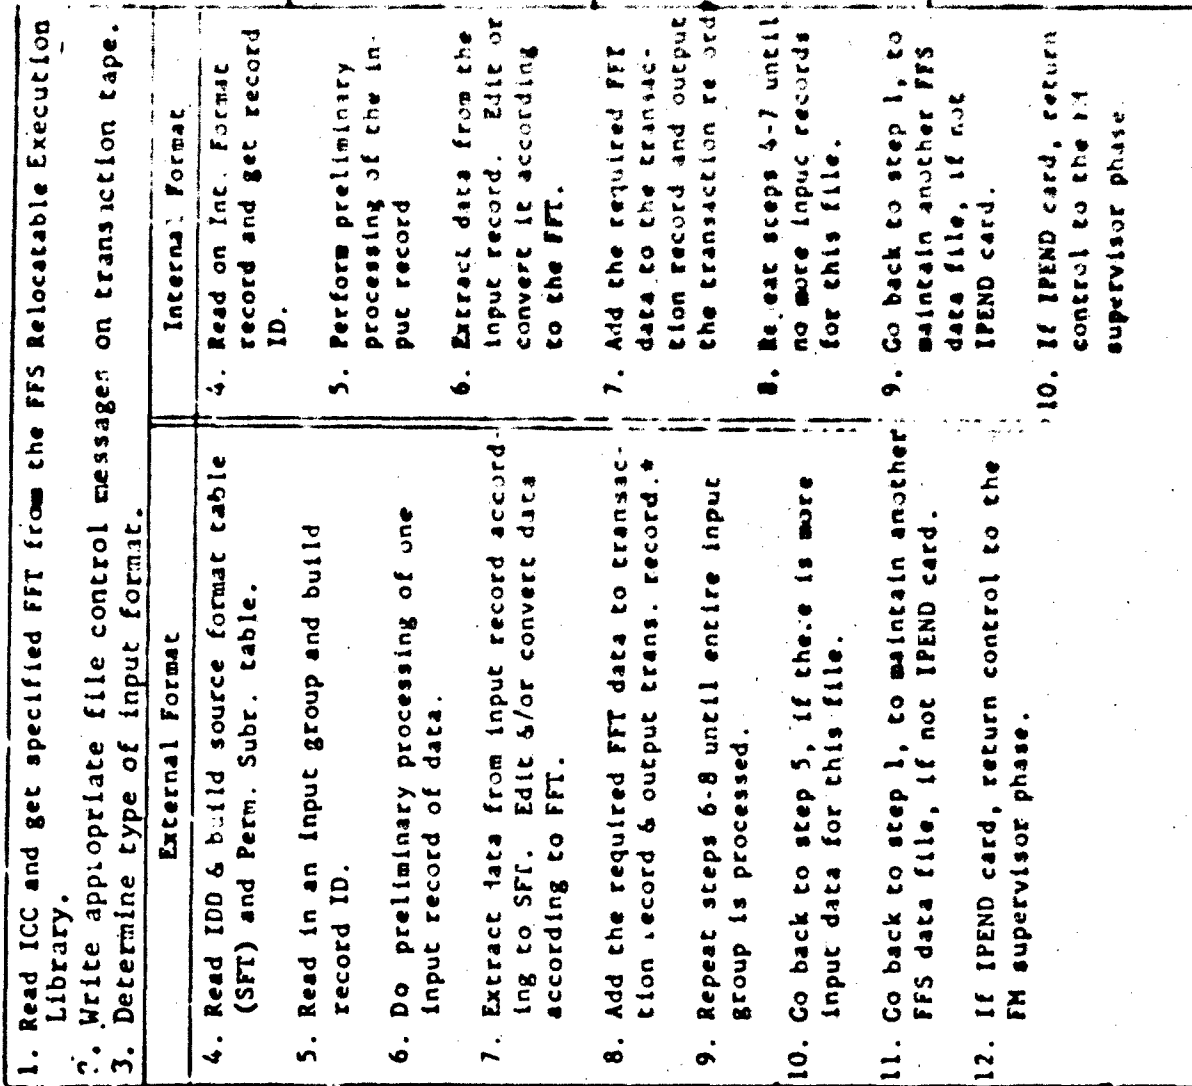 1. Read ICC and get specified FFT from the FFS Relocatable Execution
Library.
2. Write appropriate file control messages on transaction tape.
3. Determine type of input format.
External Format
4. Read IDD & build source format table
(SFT) and Perm. Subr. table.
5. Read in an input group and build
record ID.
6. Do preliminary processing of one
input record of data.
7. Extract data from input record accord-
ing to SFT. Edit &/or convert data
according to FFT.
8. Add the required FFT data to transac-
tion record & output trans. record.*
9. Repeat steps 6-8 until entire input
group is processed.
10. Go back to step 5, if there is more
input data for this file.
11. Go back to step 1, to maintain another
FFS data file, if not IPEND card.
12. If IPEND card, return control to the
FM supervisor phase.
Internal Format
4. Read on Int. Format
record and get record
ID.
5. Perform preliminary
processing of the in-
put record
6. Extract data from the
input record. Edit or
convert it according
to the FFT.
7. Add the required FFT
data to the transac-
tion record and output
the transaction record
8. Repeat steps 4-7 until
no more input records
for this file.
9. Go back to step 1, to
maintain another FFS
data file, if not
IPEND card.
10. If IPEND card, return
control to the FM
supervisor phase.